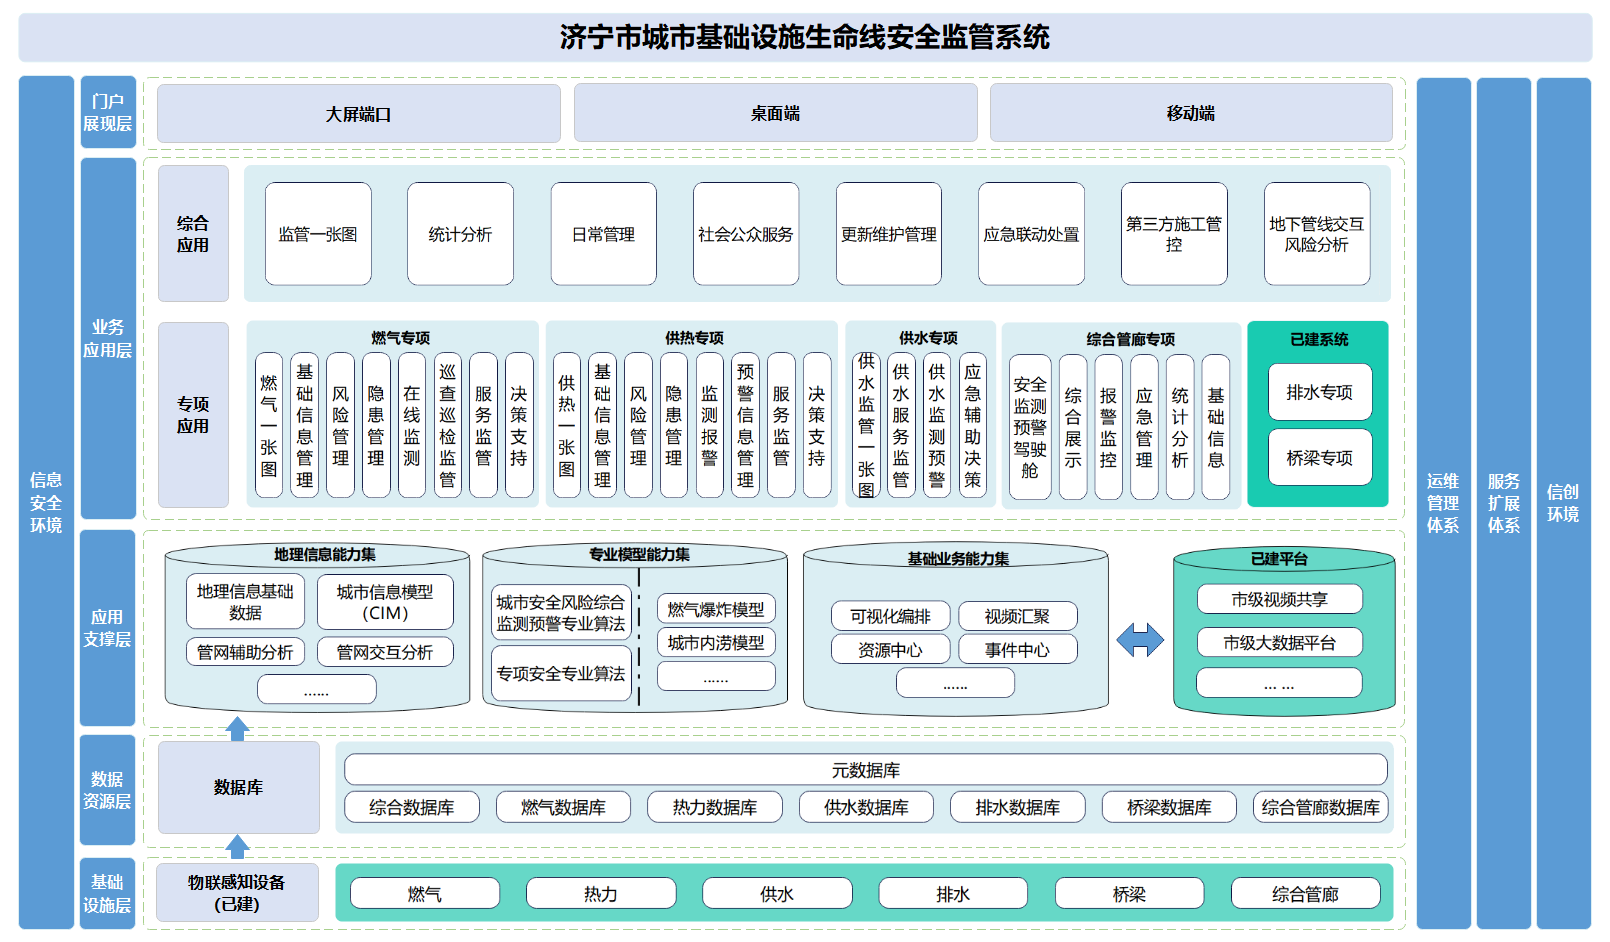 济宁市城市基础设施生命线安全监管系统
信息
安全
环境
门户
展现层
大屏端口
桌面端
移动端
业务
应用层
综合
应用
监管一张图
统计分析
日常管理
社会公众服务
更新维护管理
应急联动处置
第三方施工管
控
地下管线交互
风险分析
专项
应用
燃气专项
燃气一张图
基础信息管理
风险管理
隐患管理
在线监测
巡查巡检监管
服务监管
决策支持
供热专项
供热一张图
基础信息管理
风险管理
隐患管理
监测报警
预警信息管理
服务监管
决策支持
供水专项
供水监管一张图
供水服务监管
供水监测预警
应急辅助决策
综合管廊专项
安全
监测
预警
驾驶
舱
综合展示
报警监控
应急管理
统计分析
基础信息
已建系统
排水专项
桥梁专项
应用
支撑层
地理信息能力集
地理信息基础
数据
城市信息模型
（CIM）
管网辅助分析
管网交互分析
......
专业模型能力集
城市安全风险综合
监测预警专业算法
专项安全专业算法
燃气爆炸模型
城市内涝模型
......
基础业务能力集
可视化编排
视频汇聚
资源中心
事件中心
......
已建平台
市级视频共享
市级大数据平台
... ...
数据
资源层
数据库
元数据库
综合数据库
燃气数据库
热力数据库
供水数据库
排水数据库
桥梁数据库
综合管廊数据库
基础
设施层
物联感知设备
(已建)
燃气
热力
供水
排水
桥梁
综合管廊
运维
管理
体系
服务
扩展
体系
信创
环境